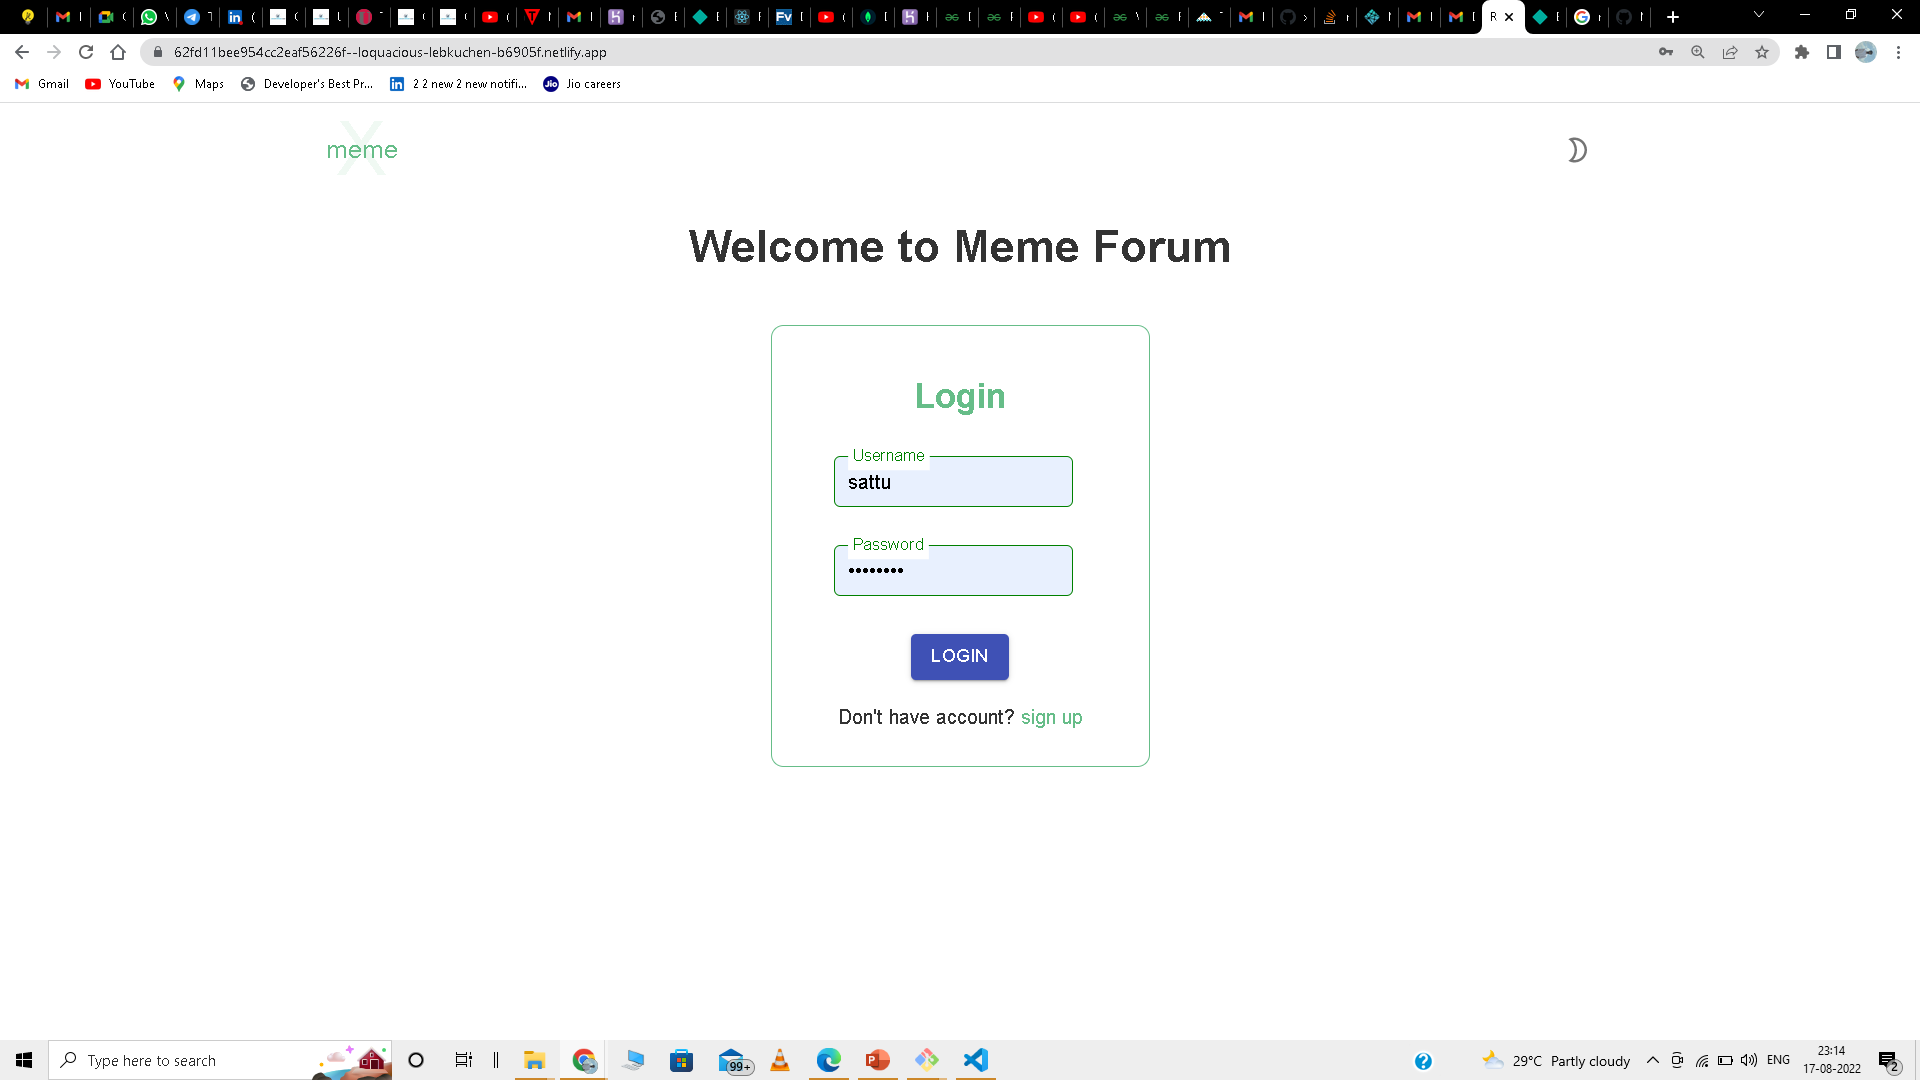 62fd11bee954cc2eaf56226f--loquacious-lebkuchen-b6905f.netlify.app
Gmail YouTube Maps Developer's Best Pr... 2 2 new 2 new notifi... Jio careers
X
meme
Welcome to Meme Forum
Login
Username
sattu
Password
••••••••
LOGIN
Don't have account? sign up
Type here to search
99+
29°C Partly cloudy
ENG
23:14
17-08-2022
2